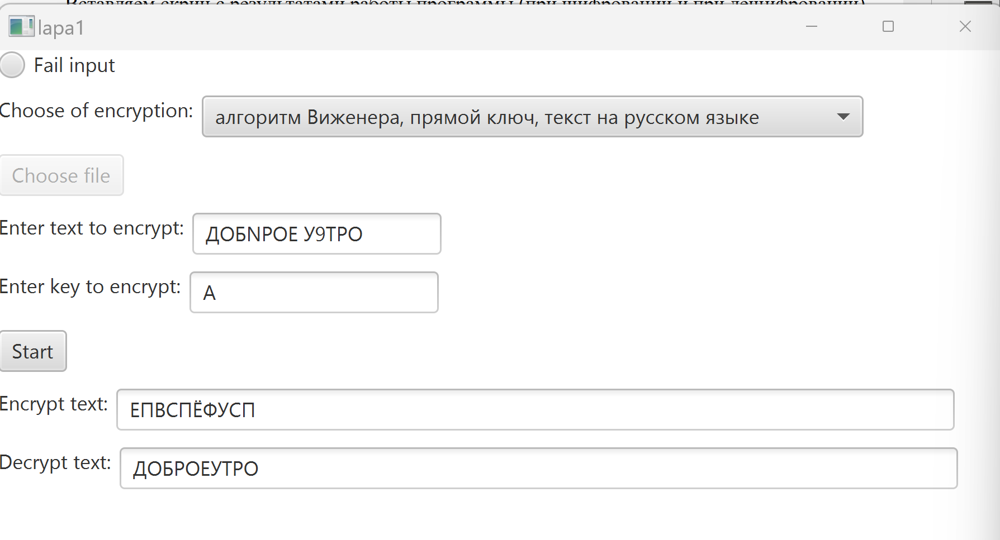 Вставляем скрин с результатами работы программы (при шифровании и при дешифровании)
lapa1
Fail input
Choose of encryption: алгоритм Виженера, прямой ключ, текст на русском языке
Choose file
Enter text to encrypt: ДОБNРОЕ У9ТРО
Enter key to encrypt: А
Start
Encrypt text: ЕПВСПЁФУСП
Decrypt text: ДОБРОЕУТРО